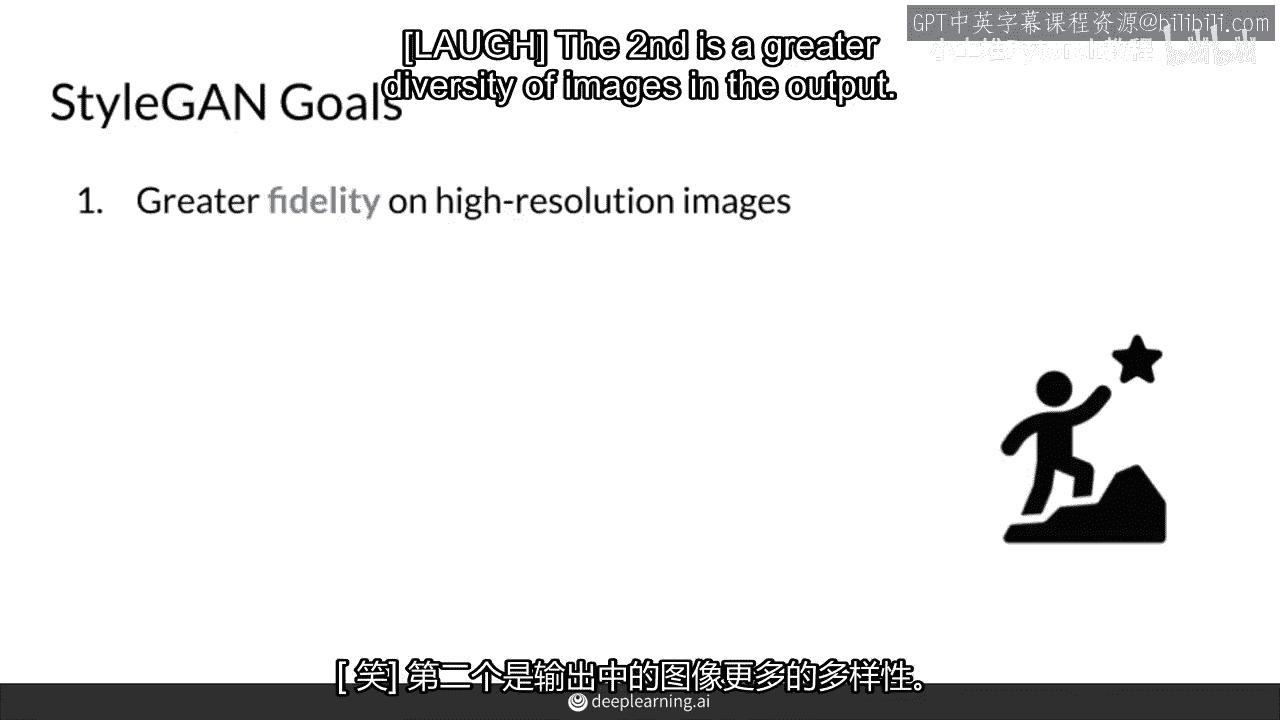 GPT中英字幕课程资源@bilibili.com
[LAUGH] The 2nd is a greater
diversity of images in the output.
StyleGAN Goals
1. Greater fidelity on high-resolution images
[ 笑] 第二个是输出中的图像更多的多样性。
deeplearning.ai